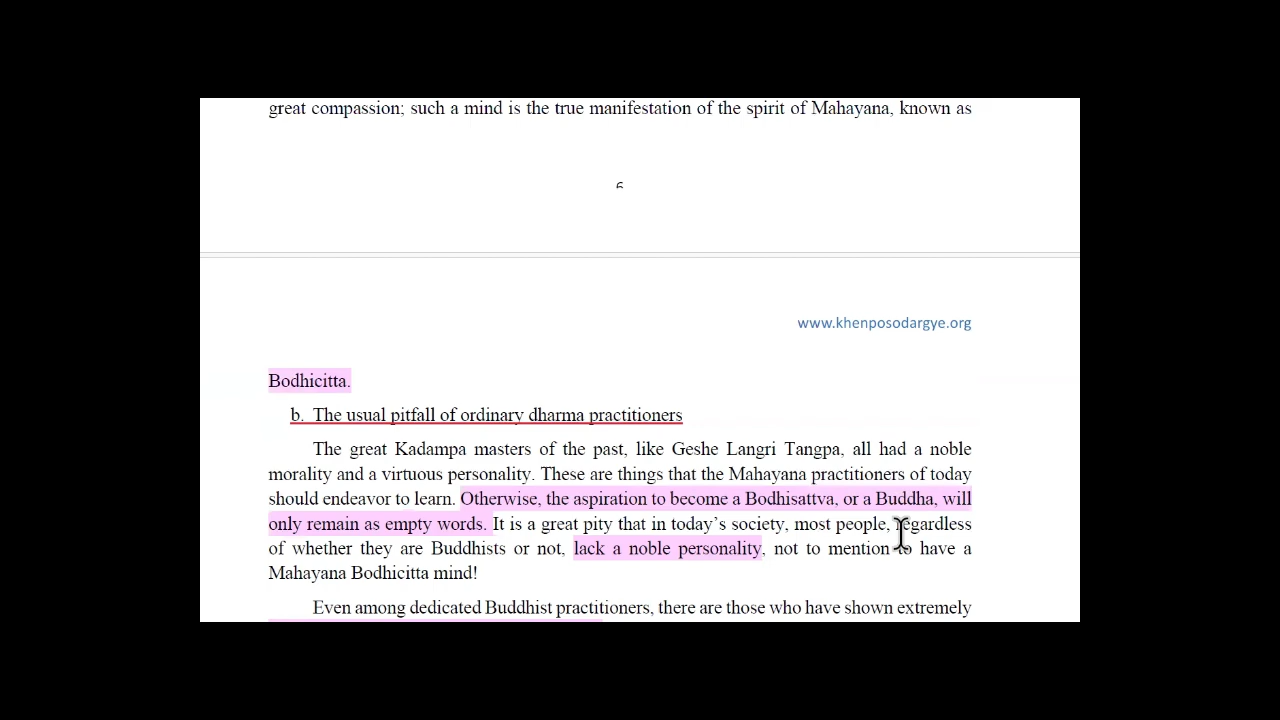 great compassion; such a mind is the true manifestation of the spirit of Mahayana, known as
6
www.khenposodargye.org
Bodhicitta.
b. The usual pitfall of ordinary dharma practitioners
The great Kadampa masters of the past, like Geshe Langri Tangpa, all had a noble
morality and a virtuous personality. These are things that the Mahayana practitioners of today
should endeavor to learn. Otherwise, the aspiration to become a Bodhisattva, or a Buddha, will
only remain as empty words. It is a great pity that in today’s society, most people, regardless
of whether they are Buddhists or not, lack a noble personality, not to mention to have a
Mahayana Bodhicitta mind!
Even among dedicated Buddhist practitioners, there are those who have shown extremely